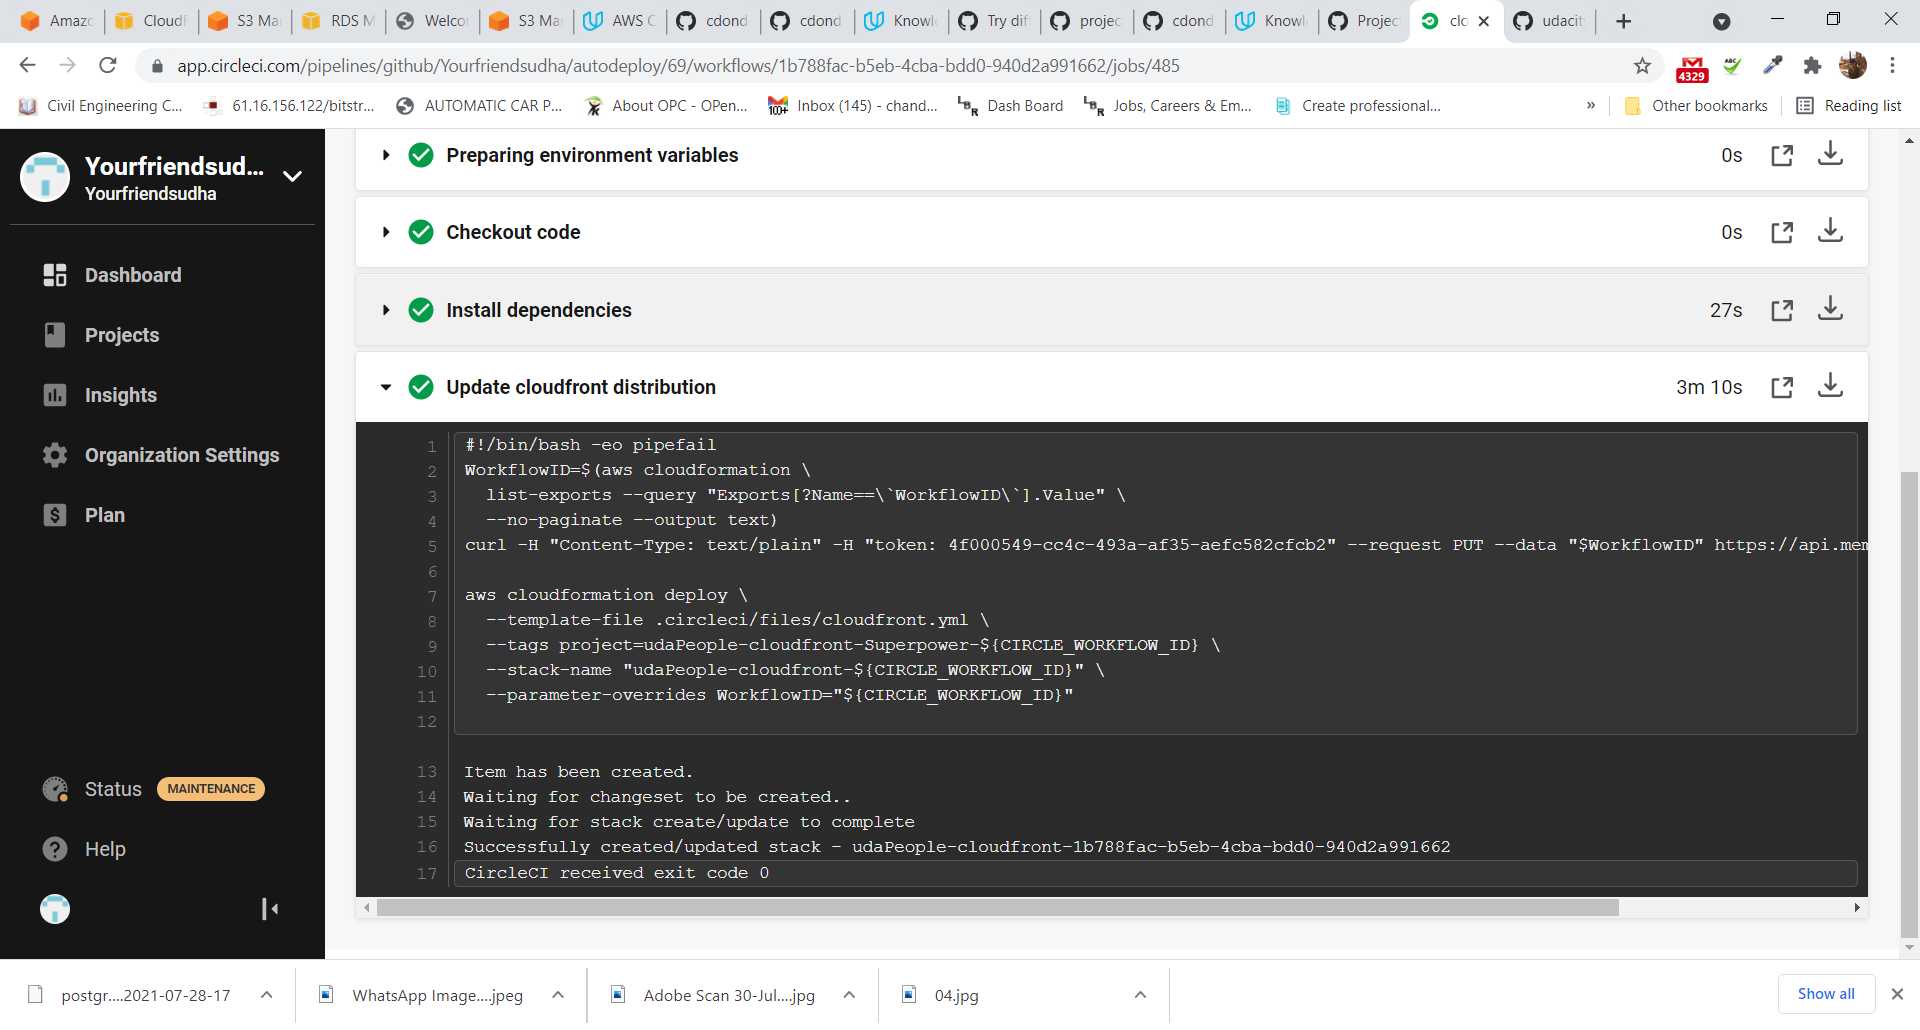 Amazo
CloudF
S3 Ma
RDS M
Welco
S3 Ma
AWS C
cdond
cdond
Knowl
Try dif
projec
cdond
Knowl
Projec
clo
udacit
app.circleci.com/pipelines/github/Yourfriendsudha/autodeploy/69/workflows/1b788fac-b5eb-4cba-bdd0-940d2a991662/jobs/485
4329
ABC
Civil Engineering C...
61.16.156.122/bitstr...
AUTOMATIC CAR P...
About OPC - OPen...
100+
Inbox (145) - chand...
Dash Board
Jobs, Careers & Em...
Create professional...
»
Other bookmarks
Reading list
Yourfriendsud...
Yourfriendsudha
Dashboard
Projects
Insights
Organization Settings
Plan
Status MAINTENANCE
Help
Preparing environment variables 0s
Checkout code 0s
Install dependencies 27s
Update cloudfront distribution 3m 10s
1 #!/bin/bash -eo pipefail
2 WorkflowID=$(aws cloudformation \
3 list-exports --query "Exports[?Name==\`WorkflowID\`].Value" \
4 --no-paginate --output text)
5 curl -H "Content-Type: text/plain" -H "token: 4f000549-cc4c-493a-af35-aefc582cfcb2" --request PUT --data "$WorkflowID" https://api.mem
6
7 aws cloudformation deploy \
8 --template-file .circleci/files/cloudfront.yml \
9 --tags project=udaPeople-cloudfront-Superpower-${CIRCLE_WORKFLOW_ID} \
10 --stack-name "udaPeople-cloudfront-${CIRCLE_WORKFLOW_ID}" \
11 --parameter-overrides WorkflowID="${CIRCLE_WORKFLOW_ID}"
12
13 Item has been created.
14 Waiting for changeset to be created..
15 Waiting for stack create/update to complete
16 Successfully created/updated stack - udaPeople-cloudfront-1b788fac-b5eb-4cba-bdd0-940d2a991662
17 CircleCI received exit code 0
postgr....2021-07-28-17
WhatsApp Image....jpeg
Adobe Scan 30-Jul....jpg
04.jpg
Show all